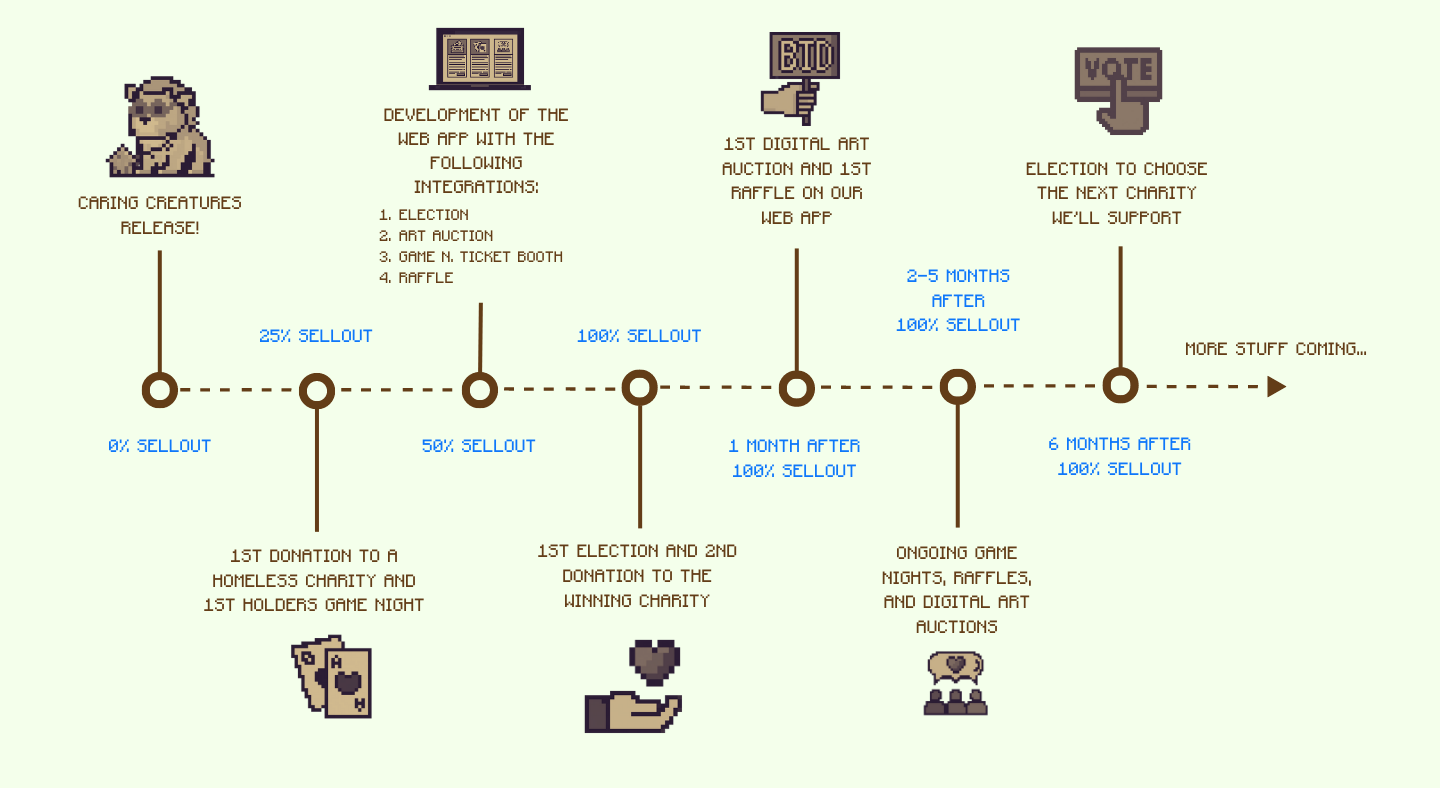 CARING CREATURES
RELEASE!
0% SELLOUT
25% SELLOUT
1ST DONATION TO A
HOMELESS CHARITY AND
1ST HOLDERS GAME NIGHT
A
DEVELOPMENT OF THE
WEB APP WITH THE
FOLLOWING
INTEGRATIONS:
1. ELECTION
2. ART AUCTION
3. GAME N. TICKET BOOTH
4. RAFFLE
50% SELLOUT
100% SELLOUT
1ST ELECTION AND 2ND
DONATION TO THE
WINNING CHARITY
BTD
1ST DIGITAL ART
AUCTION AND 1ST
RAFFLE ON OUR
WEB APP
1 MONTH AFTER
100% SELLOUT
2-5 MONTHS
AFTER
100% SELLOUT
ONGOING GAME
NIGHTS, RAFFLES,
AND DIGITAL ART
AUCTIONS
VOTE
ELECTION TO CHOOSE
THE NEXT CHARITY
WE'LL SUPPORT
6 MONTHS AFTER
100% SELLOUT
MORE STUFF COMING...